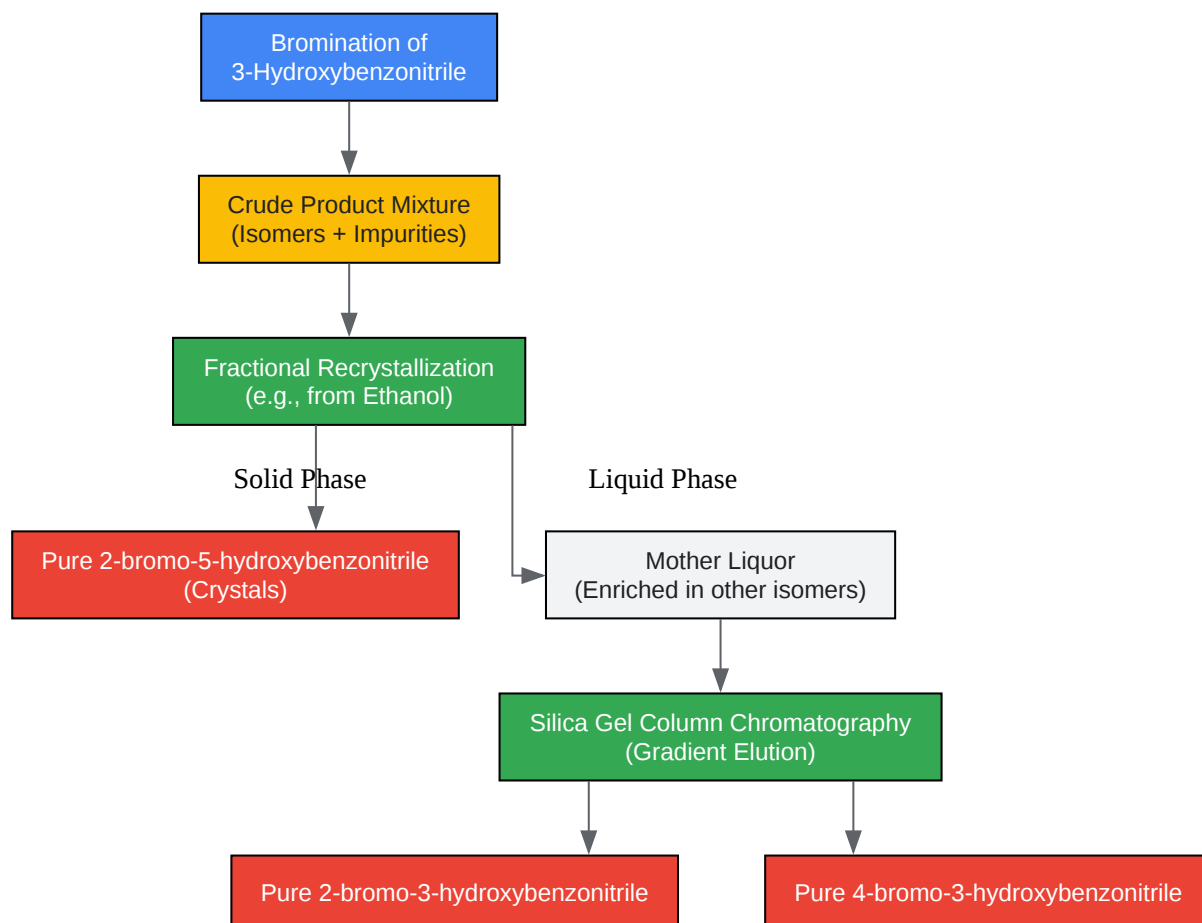 Bromination of
3-Hydroxybenzonitrile
Crude Product Mixture
(Isomers + Impurities)
Fractional Recrystallization
(e.g., from Ethanol)
Solid Phase
Liquid Phase
Pure 2-bromo-5-hydroxybenzonitrile
(Crystals)
Mother Liquor
(Enriched in other isomers)
Silica Gel Column Chromatography
(Gradient Elution)
Pure 2-bromo-3-hydroxybenzonitrile
Pure 4-bromo-3-hydroxybenzonitrile